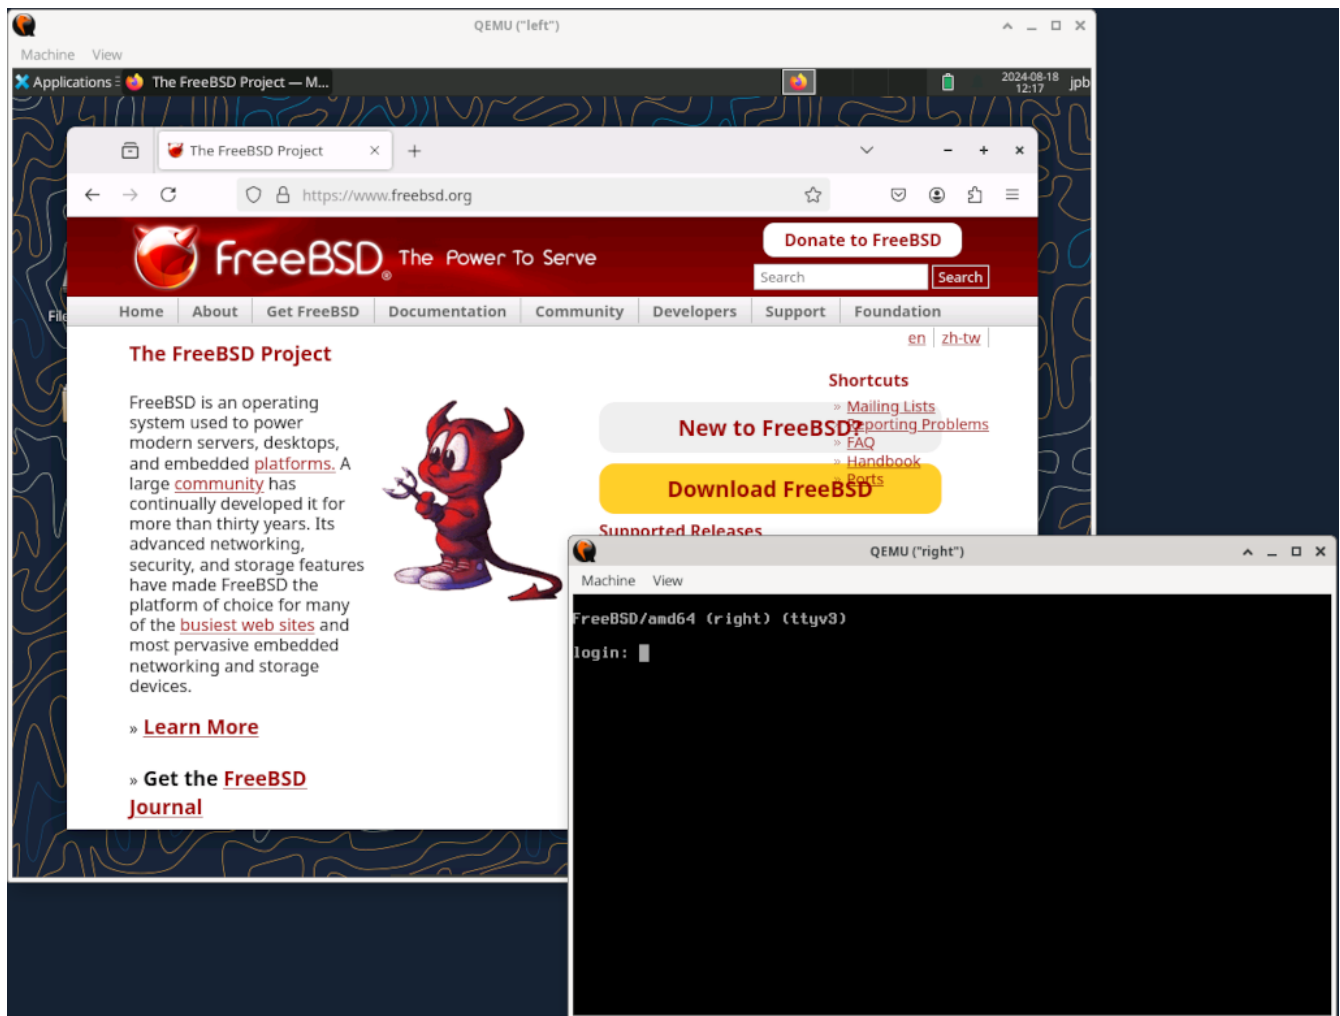 QEMU ("left")
Machine View
Applications The FreeBSD Project — M... 2024-08-18 12:17 jpb
The FreeBSD Project
https://www.freebsd.org
FreeBSD® The Power To Serve
Donate to FreeBSD
Search Search
Home About Get FreeBSD Documentation Community Developers Support Foundation
en zh-tw
File
The FreeBSD Project
FreeBSD is an operating
system used to power
modern servers, desktops,
and embedded platforms. A
large community has
continually developed it for
more than thirty years. Its
advanced networking,
security, and storage features
have made FreeBSD the
platform of choice for many
of the busiest web sites and
most pervasive embedded
networking and storage
devices.
» Learn More
» Get the FreeBSD
Journal
New to FreeBSD?
Download FreeBSD
Supported Releases
Shortcuts
» Mailing Lists
» Reporting Problems
» FAQ
» Handbook
» Ports
QEMU ("right")
Machine View
FreeBSD/amd64 (right) (ttyv3)
login: